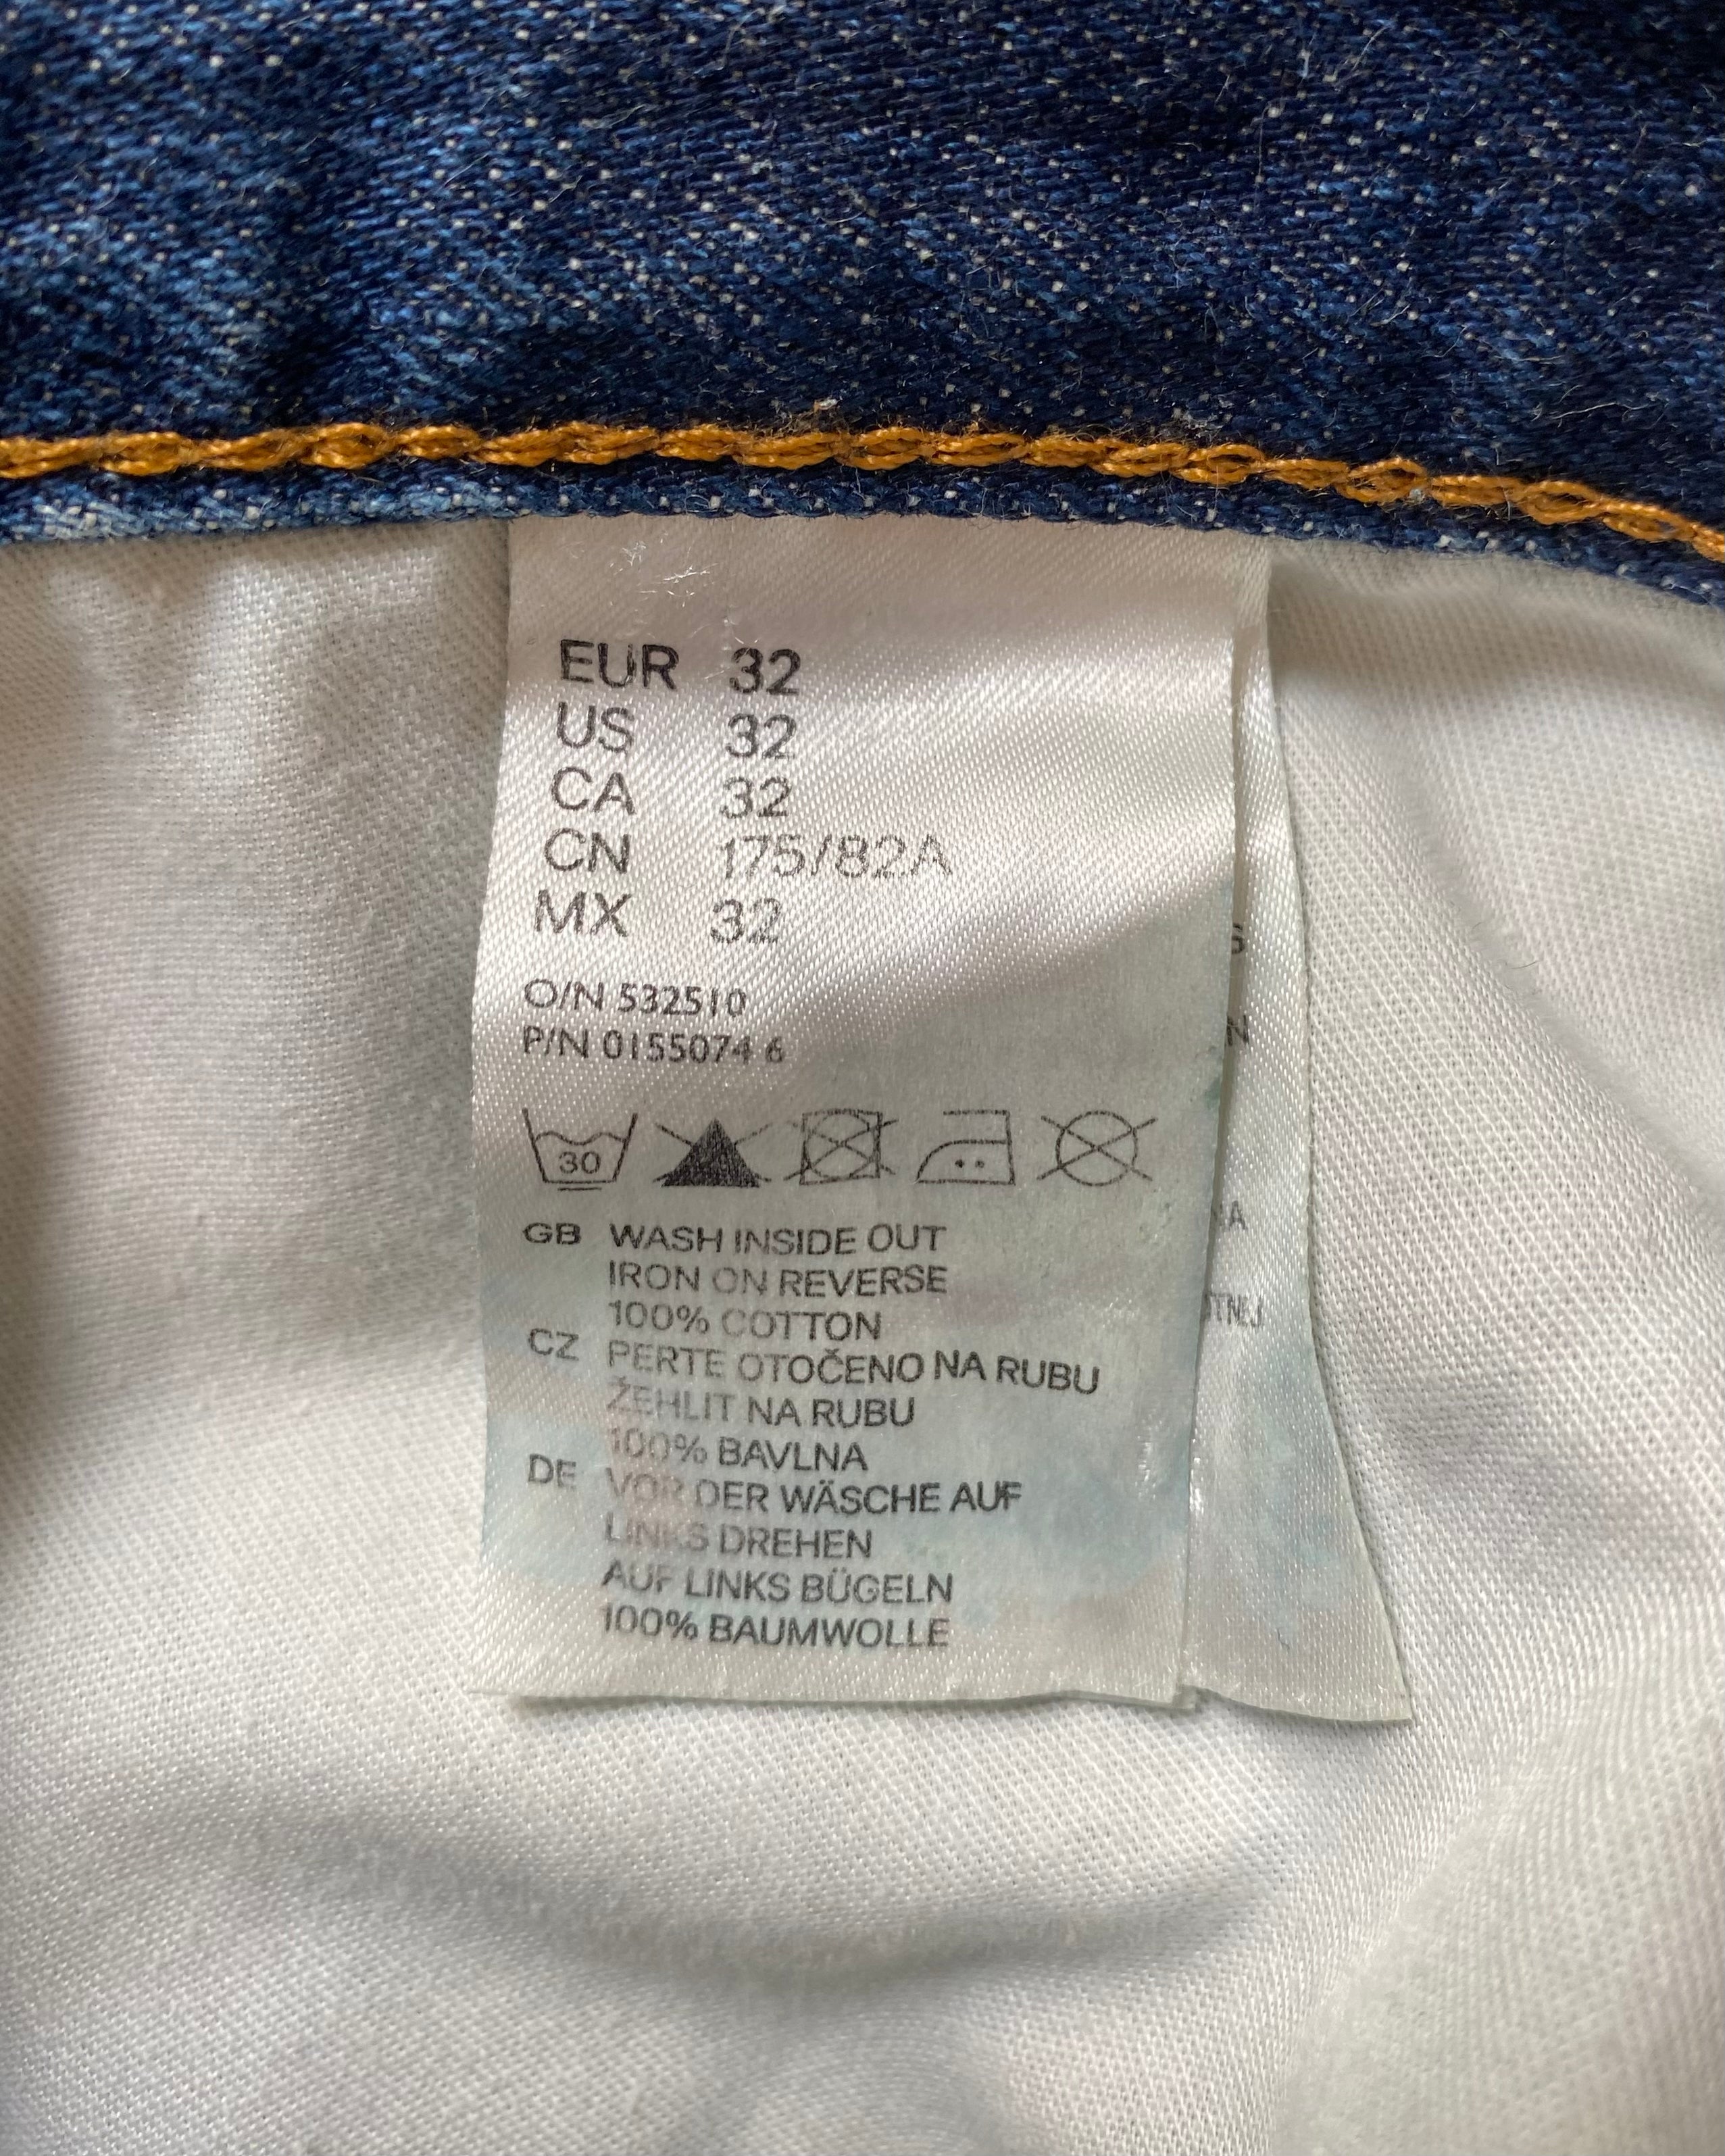 EUR 32
US 32
CA 32
CN 175/82A
MX 32
O/N 532510
P/N 0155074 6
30
GB WASH INSIDE OUT
IRON ON REVERSE
100% COTTON
CZ PERTE OTOČENO NA RUBU
ŽEHLIT NA RUBU
100% BAVLNA
DE VOR DER WÄSCHE AUF
LINKS DREHEN
AUF LINKS BÜGELN
100% BAUMWOLLE